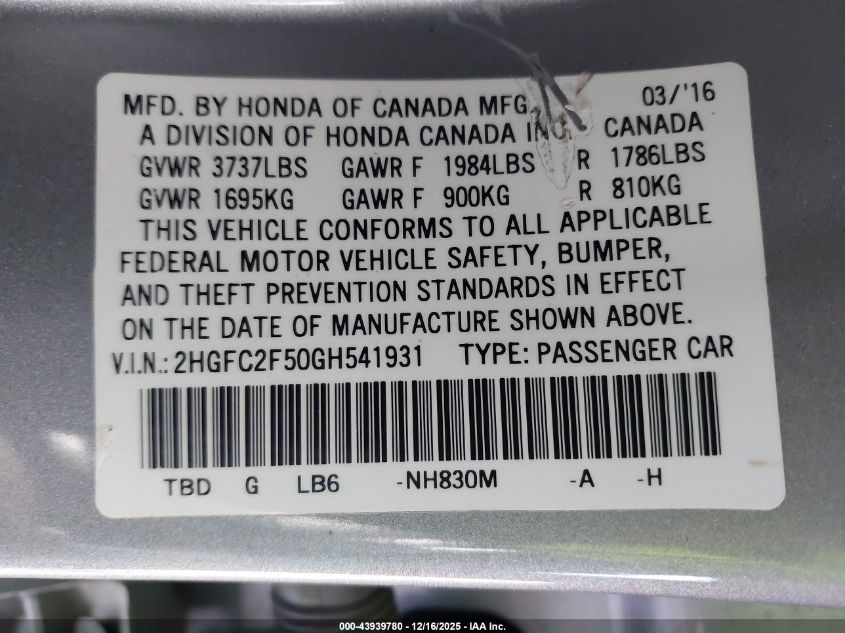 MFD. BY HONDA OF CANADA MFG. 03/'16
A DIVISION OF HONDA CANADA INC. CANADA
GVWR 3737LBS GAWR F 1984LBS R 1786LBS
GVWR 1695KG GAWR F 900KG R 810KG
THIS VEHICLE CONFORMS TO ALL APPLICABLE
FEDERAL MOTOR VEHICLE SAFETY, BUMPER,
AND THEFT PREVENTION STANDARDS IN EFFECT
ON THE DATE OF MANUFACTURE SHOWN ABOVE.
V.I.N.: 2HGFC2F50GH541931 TYPE: PASSENGER CAR
TBD G LB6 -NH830M -A -H
000-43939780 - 12/16/2025 - IAA Inc.